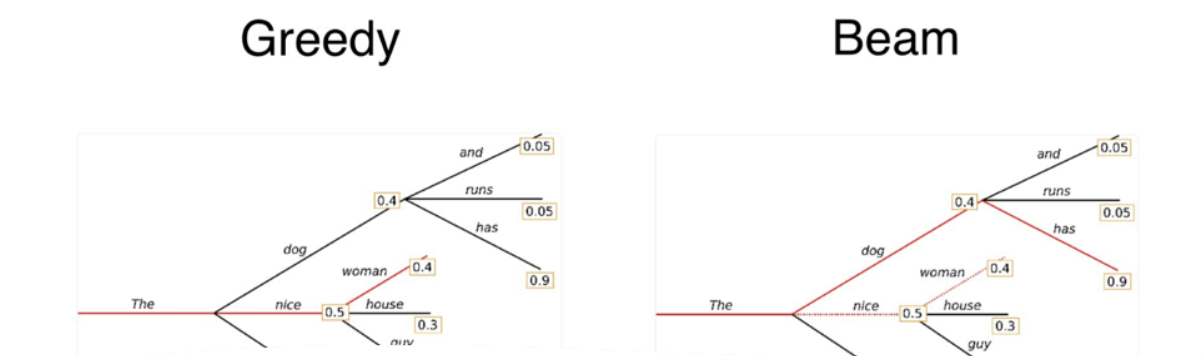 Greedy Beam
and 0.05 and 0.05
0.4 runs 0.4 runs
0.05 0.05
has has
dog dog
woman 0.4 woman 0.4
0.9 0.9
The nice 0.5 house The nice 0.5 house
0.3 0.3
guy guy